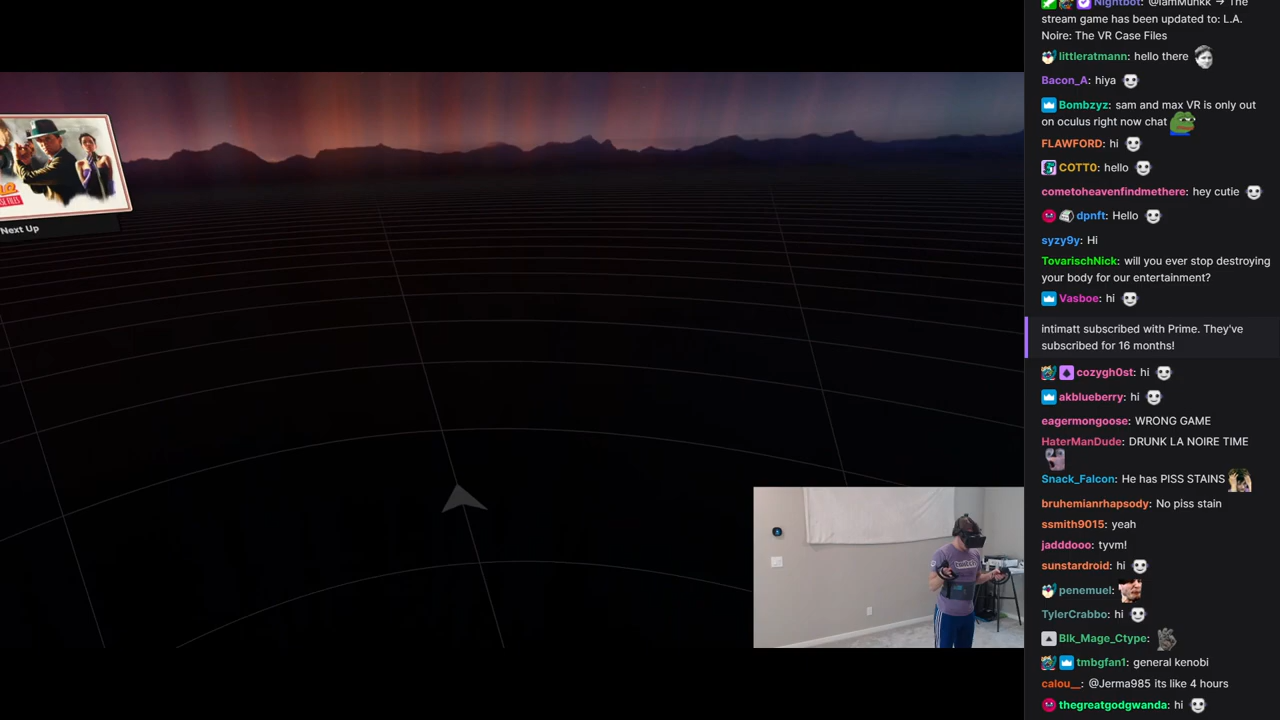 Nightbot: @IamMunkk → The
stream game has been updated to: L.A.
Noire: The VR Case Files
littleratmann: hello there
Bacon_A: hiya
Bombzyz: sam and max VR is only out
on oculus right now chat
FLAWFORD: hi
COTT0: hello
cometoheavenfindmethere: hey cutie
dpnft: Hello
syzy9y: Hi
TovarischNick: will you ever stop destroying
your body for our entertainment?
Vasboe: hi
intimatt subscribed with Prime. They've
subscribed for 16 months!
cozygh0st: hi
akblueberry: hi
eagermongoose: WRONG GAME
HaterManDude: DRUNK LA NOIRE TIME
Snack_Falcon: He has PISS STAINS
bruhemianrhapsody: No piss stain
ssmith9015: yeah
jadddooo: tyvm!
sunstardroid: hi
penemuel:
TylerCrabbo: hi
Blk_Mage_Ctype:
tmbgfan1: general kenobi
calou__: @Jerma985 its like 4 hours
thegreatgodgwanda: hi
Next Up
twitch